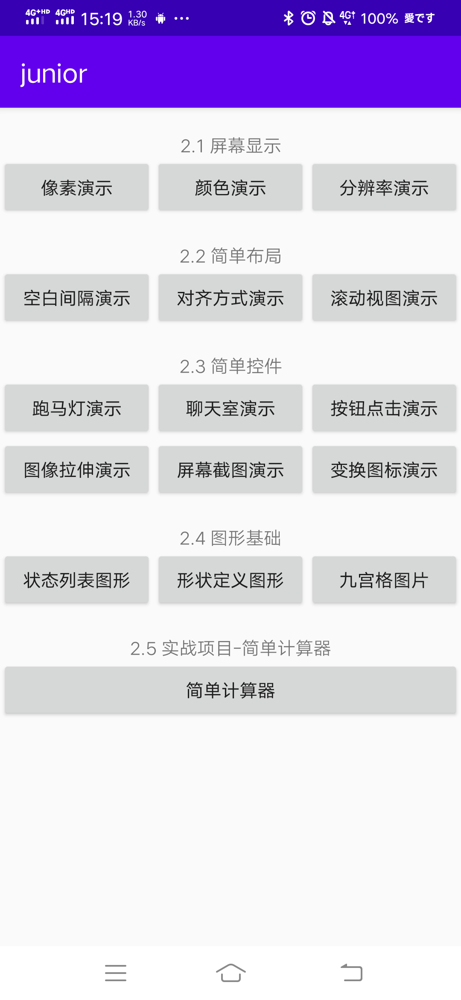 4G+HD 4GHD 15:19 1.30 KB/s ... 4G+ 100% 愛です
junior
2.1 屏幕显示
像素演示 颜色演示 分辨率演示
2.2 简单布局
空白间隔演示 对齐方式演示 滚动视图演示
2.3 简单控件
跑马灯演示 聊天室演示 按钮点击演示
图像拉伸演示 屏幕截图演示 变换图标演示
2.4 图形基础
状态列表图形 形状定义图形 九宫格图片
2.5 实战项目-简单计算器
简单计算器